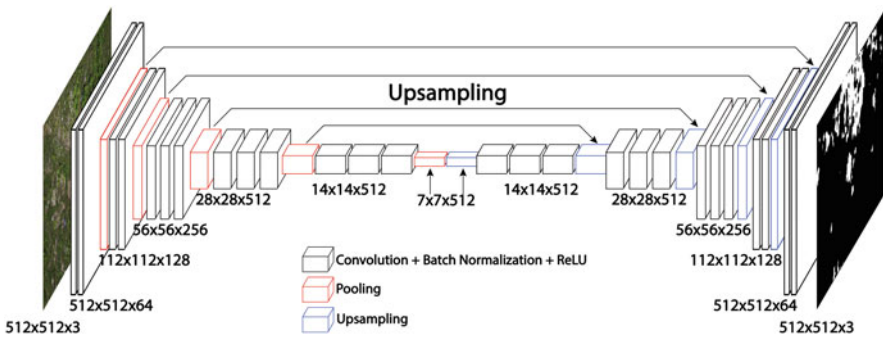 Upsampling
28x28x512
14x14x512
7x7x512
14x14x512
28x28x512
56x56x256
56x56x256
112x112x128
112x112x128
512x512x64
512x512x64
512x512x3
512x512x3
Convolution + Batch Normalization + ReLU
Pooling
Upsampling